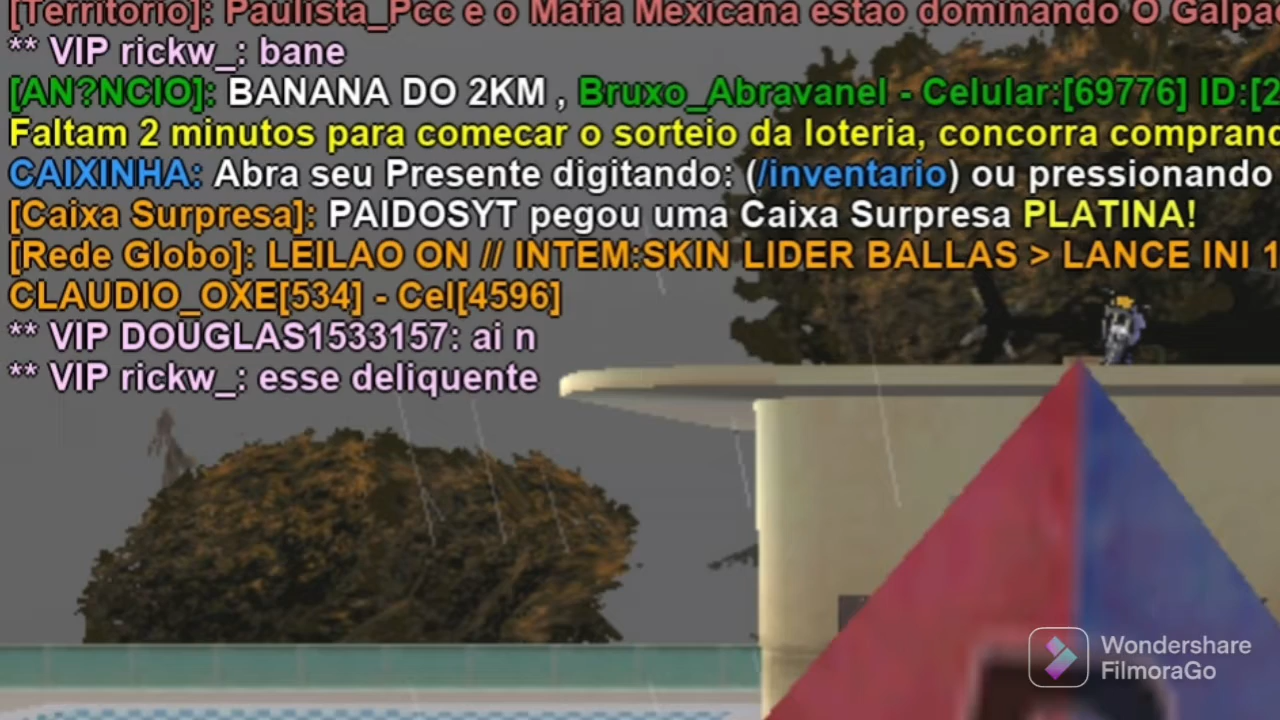 [Territorio]: Paulista_Pcc e o Mafia Mexicana estao dominando O Galpao
** VIP rickw_: bane
[AN?NCIO]: BANANA DO 2KM , Bruxo_Abravanel - Celular:[69776] ID:[2
Faltam 2 minutos para comecar o sorteio da loteria, concorra comprand
CAIXINHA: Abra seu Presente digitando: (/inventario) ou pressionando
[Caixa Surpresa]: PAIDOSYT pegou uma Caixa Surpresa PLATINA!
[Rede Globo]: LEILAO ON // INTEM:SKIN LIDER BALLAS > LANCE INI 1
CLAUDIO_OXE[534] - Cel[4596]
** VIP DOUGLAS1533157: ai n
** VIP rickw_: esse deliquente
Wondershare
FilmoraGo